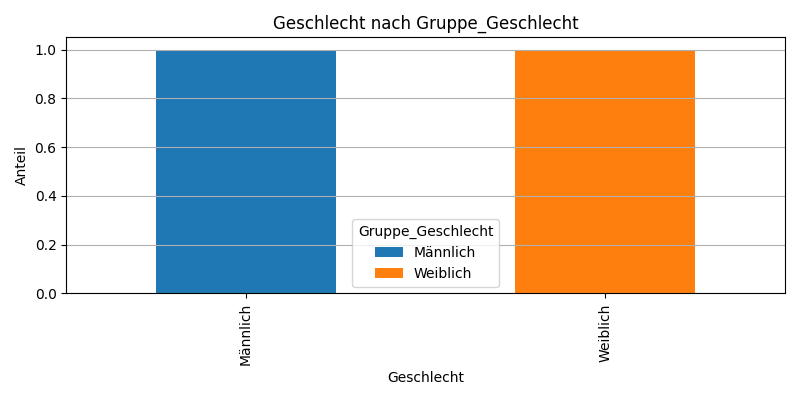 Geschlecht nach Gruppe_Geschlecht
1.0
0.8
0.6
0.4
0.2
0.0
Anteil
Gruppe_Geschlecht
Männlich
Weiblich
Männlich
Weiblich
Geschlecht